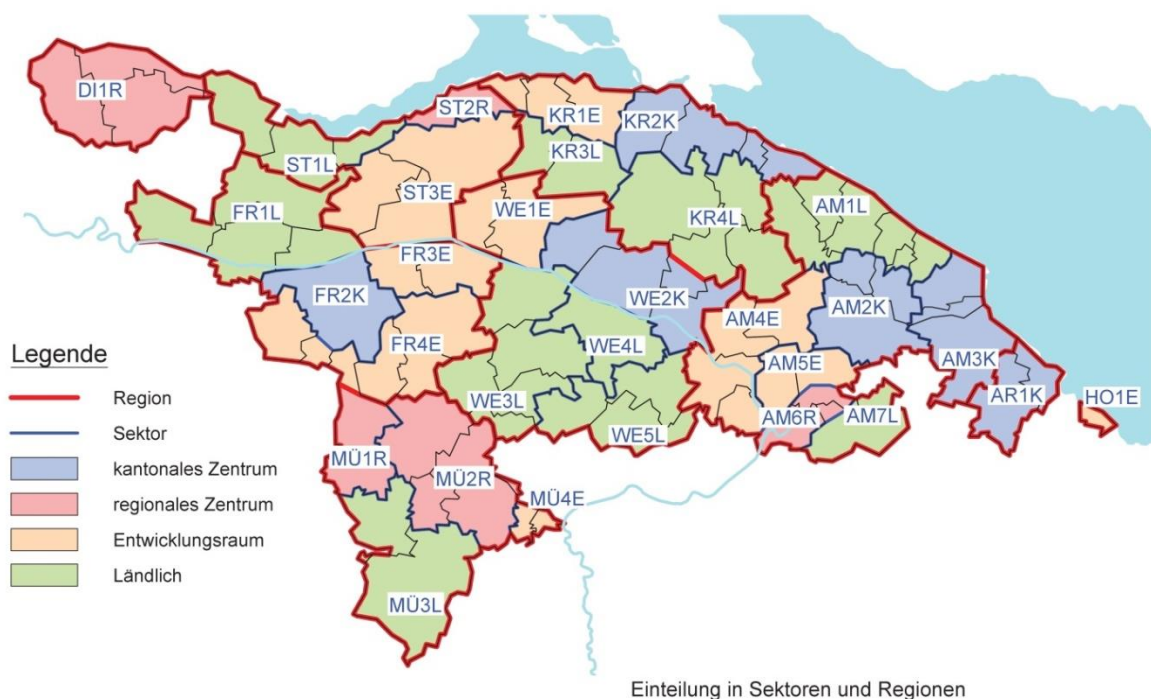 DI1R
ST2R
KR1E
KR2K
ST1L
KR3L
ST3E
FR1L
WE1E
KR4L
AM1L
FR3E
FR2K
WE2K
AM4E
AM2K
FR4E
WE4L
AM5E
AM3K
WE3L
AM6R
AM7L
AR1K
HO1E
WE5L
MÜ1R
MÜ2R
MÜ4E
MÜ3L
Legende
Region
Sektor
kantonales Zentrum
regionales Zentrum
Entwicklungsraum
Ländlich
Einteilung in Sektoren und Regionen